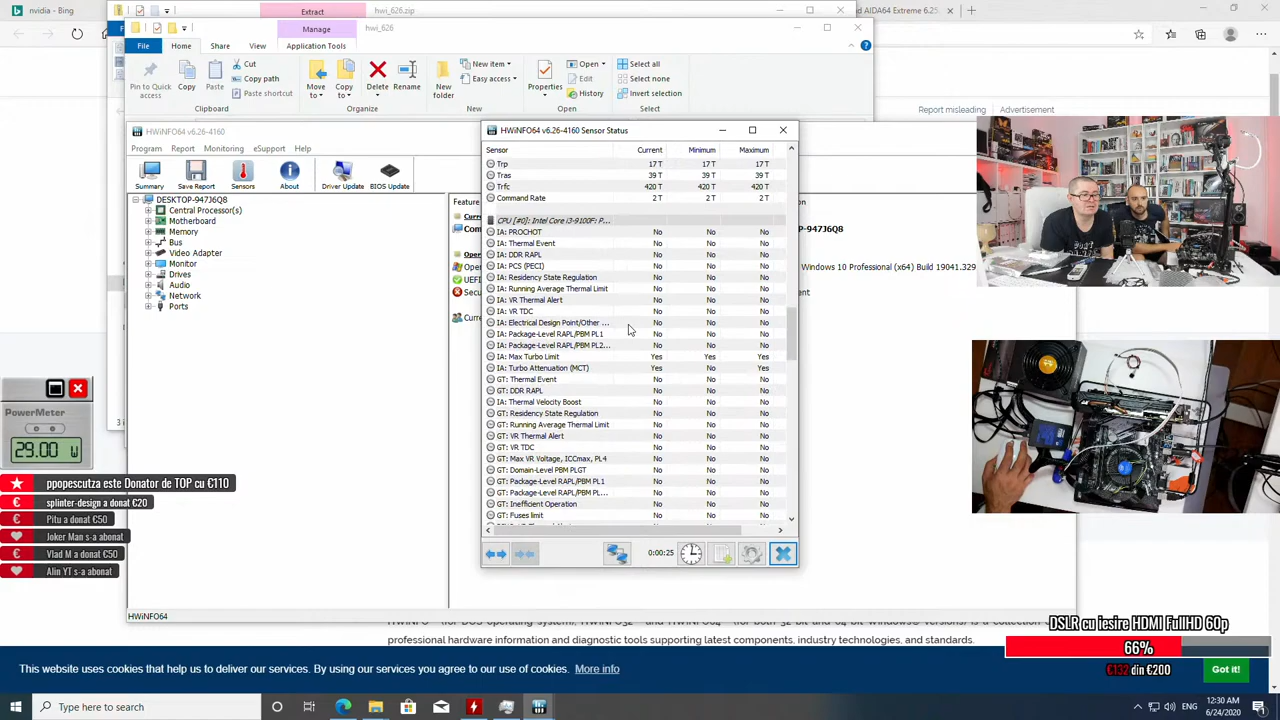 nvidia - Bing
Extract
hwi_626.zip
AIDA64 Extreme 6.25
Manage
hwi_626
File
Home
Share
View
Application Tools
Pin to Quick access
Copy
Paste
Cut
Copy path
Paste shortcut
Clipboard
Move to
Copy to
Delete
Rename
Organize
New folder
New item
Easy access
New
Properties
Open
Edit
History
Open
Select all
Select none
Invert selection
Select
Report misleading
Advertisement
HWiNFO64 v6.26-4160
Program
Report
Monitoring
eSupport
Help
Summary
Save Report
Sensors
About
Driver Update
BIOS Update
DESKTOP-947J6Q8
Central Processor(s)
Motherboard
Memory
Bus
Video Adapter
Monitor
Drives
Audio
Network
Ports
HWiNFO64
-947J6Q8
Windows 10 Professional (x64) Build 19041.329
HWiNFO64 v6.26-4160 Sensor Status
Sensor Current Minimum Maximum
Trp 17 T 17 T 17 T
Tras 39 T 39 T 39 T
Trfc 420 T 420 T 420 T
Command Rate 2 T 2 T 2 T
CPU [#0]: Intel Core i3-9100F: P...
IA: PROCHOT No No No
IA: Thermal Event No No No
IA: DDR RAPL No No No
IA: PCS (PECI) No No No
IA: Residency State Regulation No No No
IA: Running Average Thermal Limit No No No
IA: VR Thermal Alert No No No
IA: VR TDC No No No
IA: Electrical Design Point/Other ... No No No
IA: Package-Level RAPL/PBM PL1 No No No
IA: Package-Level RAPL/PBM PL2... No No No
IA: Max Turbo Limit Yes No Yes
IA: Turbo Attenuation (MCT) Yes No Yes
GT: Thermal Event No No No
GT: DDR RAPL No No No
IA: Thermal Velocity Boost No No No
GT: Residency State Regulation No No No
GT: Running Average Thermal Limit No No No
GT: VR Thermal Alert No No No
GT: VR TDC No No No
GT: Max VR Voltage, ICCmax, PL4 No No No
GT: Domain-Level PBM PLGT No No No
GT: Package-Level RAPL/PBM PL1 No No No
GT: Package-Level RAPL/PBM PL... No No No
GT: Inefficient Operation No No No
GT: Fuses limit No No No
0:00:25
PowerMeter
29.00 W
ppopescutza este Donator de TOP cu €110
splinter-design a donat €20
Pitu a donat €50
Joker Man s-a abonat
Vlad M a donat €50
Alin YT s-a abonat
DSLR cu iesire HDMI FullHD 60p
66%
€132 din €200
professional hardware information and diagnostic tools supporting latest components, industry technologies, and standards.
This website uses cookies that help us to deliver our services. By using our services you agree to our use of cookies. More info
Got it!
Type here to search
ENG
12:30 AM
6/24/2020